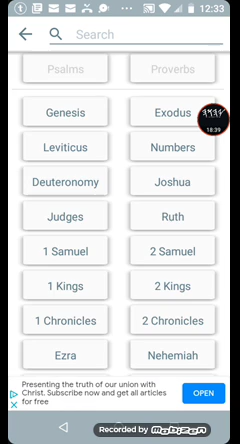 12:33
Search
Psalms Proverbs
Genesis Exodus
18:39
Leviticus Numbers
Deuteronomy Joshua
Judges Ruth
1 Samuel 2 Samuel
1 Kings 2 Kings
1 Chronicles 2 Chronicles
Ezra Nehemiah
Presenting the truth of our union with
Christ. Subscribe now and get all articles
for free
OPEN
Recorded by Mobizen